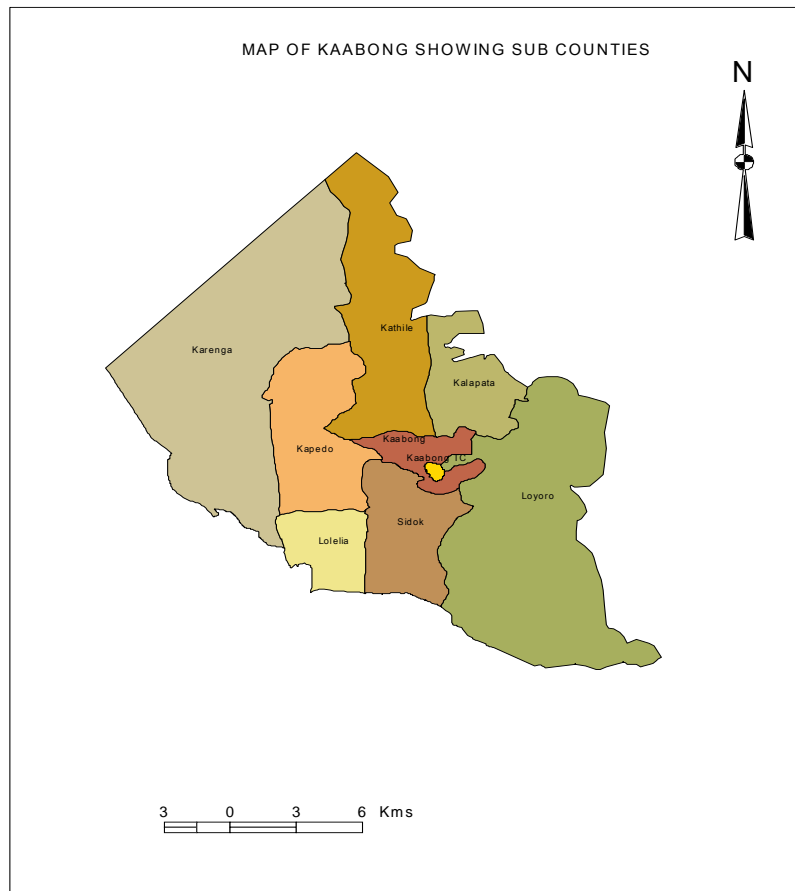 MAP OF KAABONG SHOWING SUB COUNTIES
N
Kathile
Karenga
Kalapata
Kaabong
Kapedo
Kaabong TC
Loyoro
Sidok
Lolelia
3 0 3 6 Kms